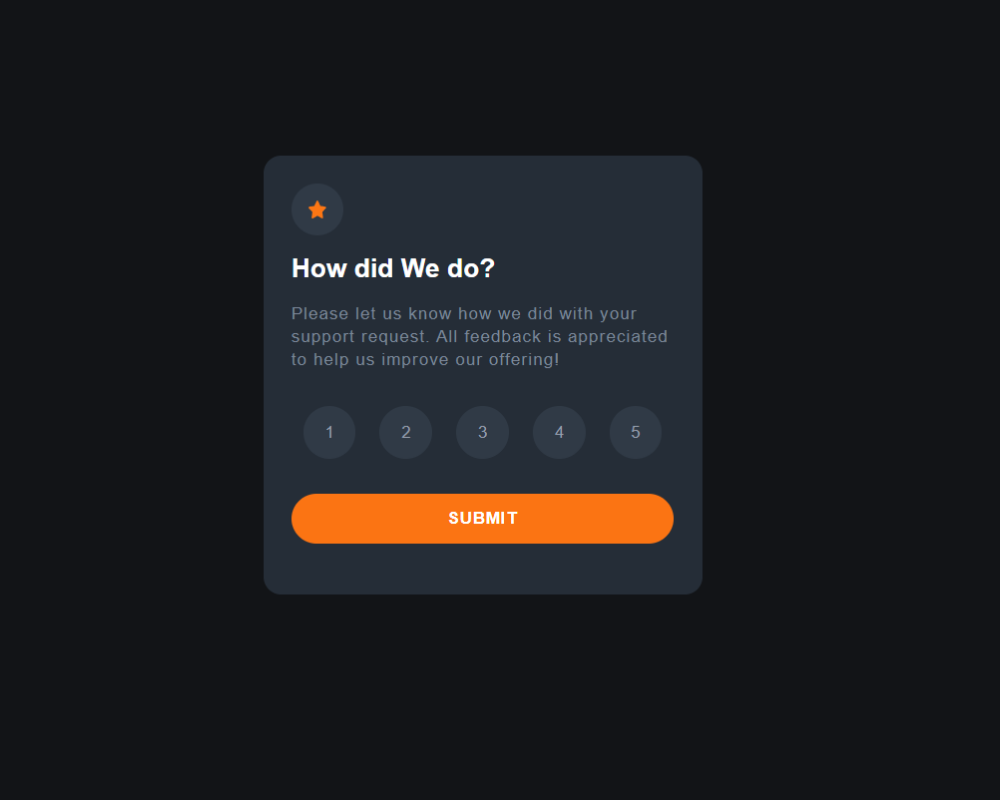 How did We do?
Please let us know how we did with your
support request. All feedback is appreciated
to help us improve our offering!
1 2 3 4 5
SUBMIT